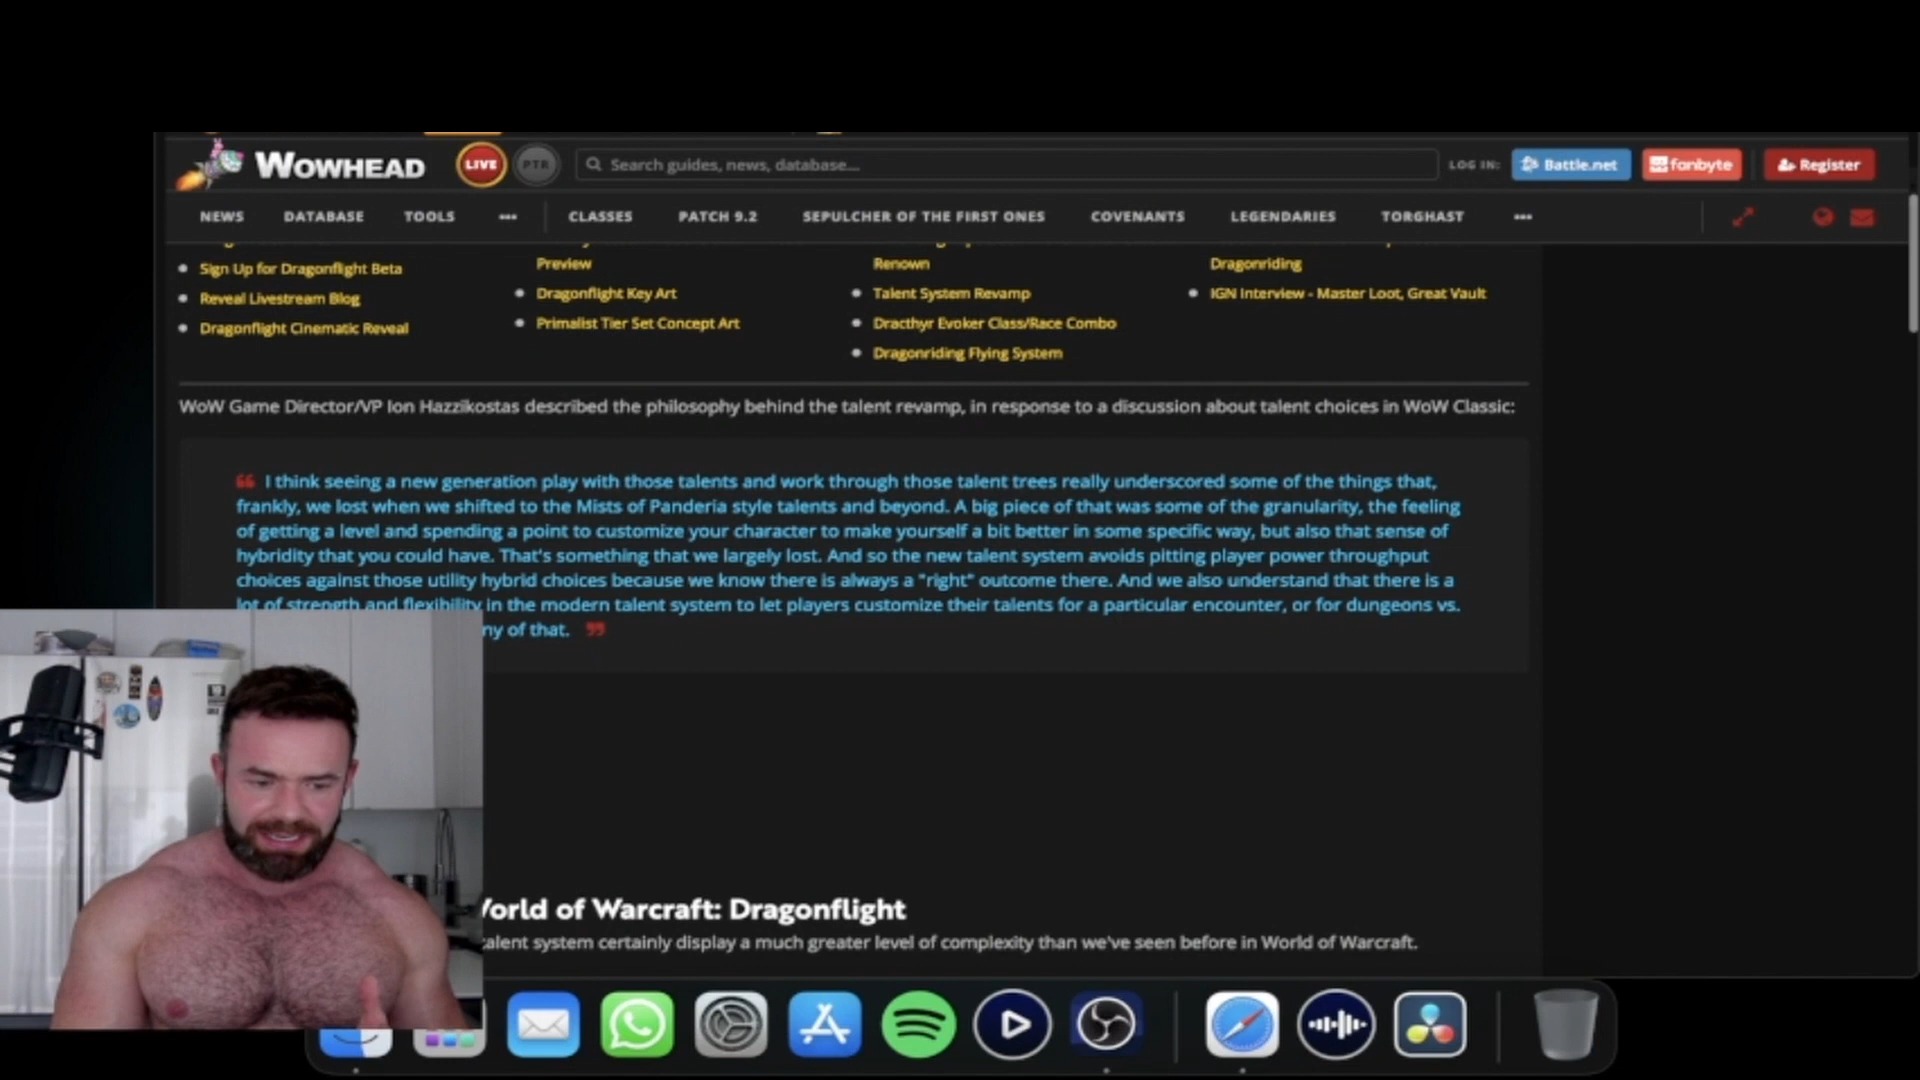 WOWHEAD
LIVE
PTR
Search guides, news, database...
LOG IN:
Battle.net
fanbyte
Register
NEWS DATABASE TOOLS ••• CLASSES PATCH 9.2 SEPULCHER OF THE FIRST ONES COVENANTS LEGENDARIES TORGHAST •••
Sign Up for Dragonflight Beta
Reveal Livestream Blog
Dragonflight Cinematic Reveal
Preview
Dragonflight Key Art
Primalist Tier Set Concept Art
Renown
Talent System Revamp
Dracthyr Evoker Class/Race Combo
Dragonriding Flying System
Dragonriding
IGN Interview - Master Loot, Great Vault
WoW Game Director/VP Ion Hazzikostas described the philosophy behind the talent revamp, in response to a discussion about talent choices in WoW Classic:
I think seeing a new generation play with those talents and work through those talent trees really underscored some of the things that,
frankly, we lost when we shifted to the Mists of Panderia style talents and beyond. A big piece of that was some of the granularity, the feeling
of getting a level and spending a point to customize your character to make yourself a bit better in some specific way, but also that sense of
hybridity that you could have. That's something that we largely lost. And so the new talent system avoids pitting player power throughput
choices against those utility hybrid choices because we know there is always a "right" outcome there. And we also understand that there is a
lot of strength and flexibility in the modern talent system to let players customize their talents for a particular encounter, or for dungeons vs.
ny of that.
World of Warcraft: Dragonflight
talent system certainly display a much greater level of complexity than we've seen before in World of Warcraft.